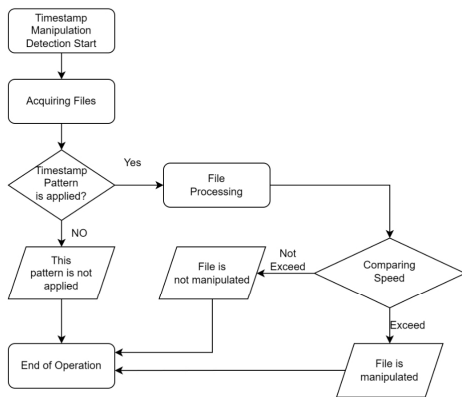 Timestamp
Manipulation
Detection Start
Acquiring Files
Timestamp
Pattern
is applied?
Yes
File
Processing
NO
This
pattern is not
applied
File is
not manipulated
Not
Exceed
Comparing
Speed
Exceed
End of Operation
File is
manipulated